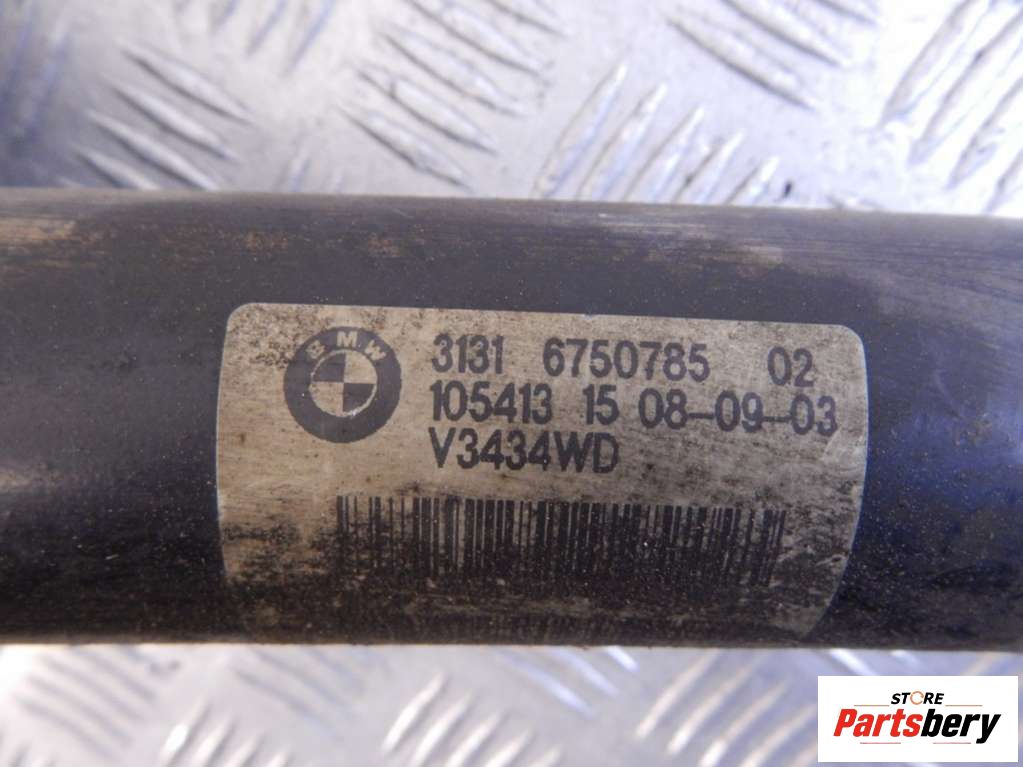 BMW
3131 6750785 02
105413 15 08-09-03
V3434WD
STORE
Partsbery